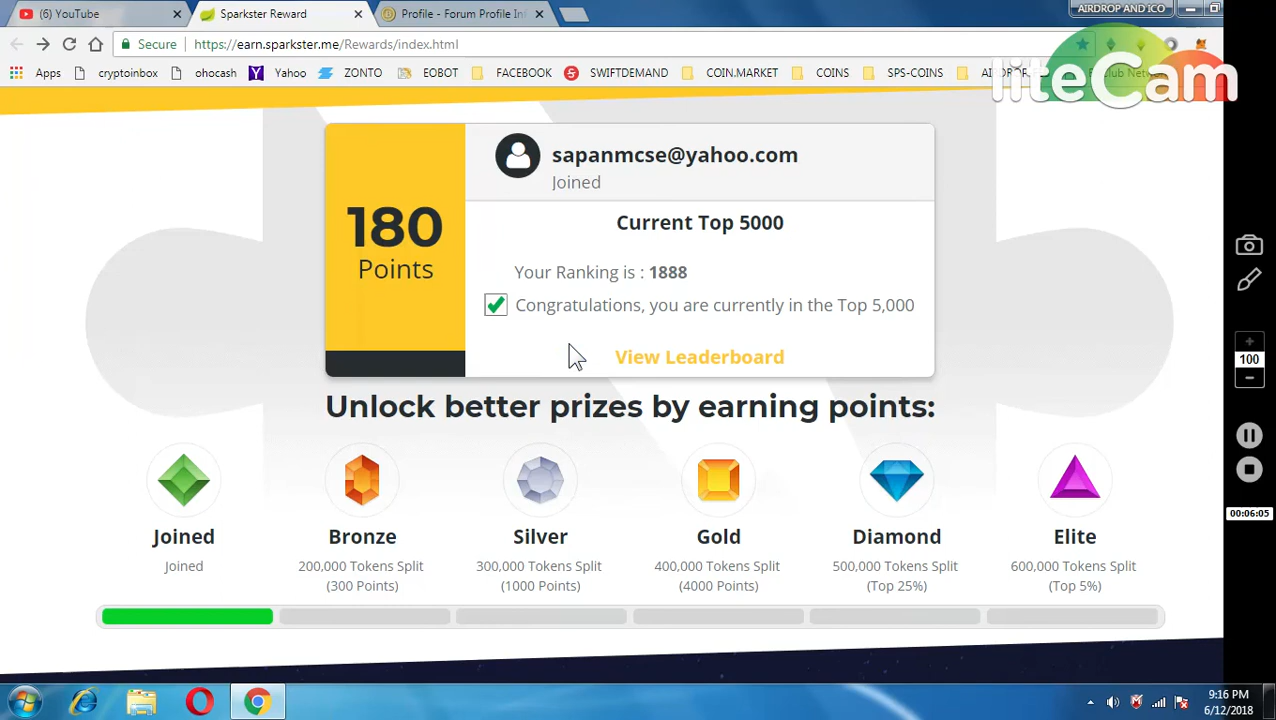 (6) YouTube
Sparkster Reward
Profile - Forum Profile In
AIRDROP AND ICO
Secure
https://earn.sparkster.me/Rewards/index.html
Apps
cryptoinbox
ohocash
Yahoo
EOBOT
FACEBOOK
SWIFTDEMAND
COIN.MARKET
COINS
SPS-COINS
liteCam
sapanmcse@yahoo.com
Joined
180
Points
Current Top 5000
Your Ranking is : 1888
Congratulations, you are currently in the Top 5,000
View Leaderboard
Unlock better prizes by earning points:
Joined
Joined
Bronze
200,000 Tokens Split
(300 Points)
Silver
300,000 Tokens Split
(1000 Points)
Gold
400,000 Tokens Split
(4000 Points)
Diamond
500,000 Tokens Split
(Top 25%)
Elite
600,000 Tokens Split
(Top 5%)
100
00:06:05
9:16 PM
6/12/2018